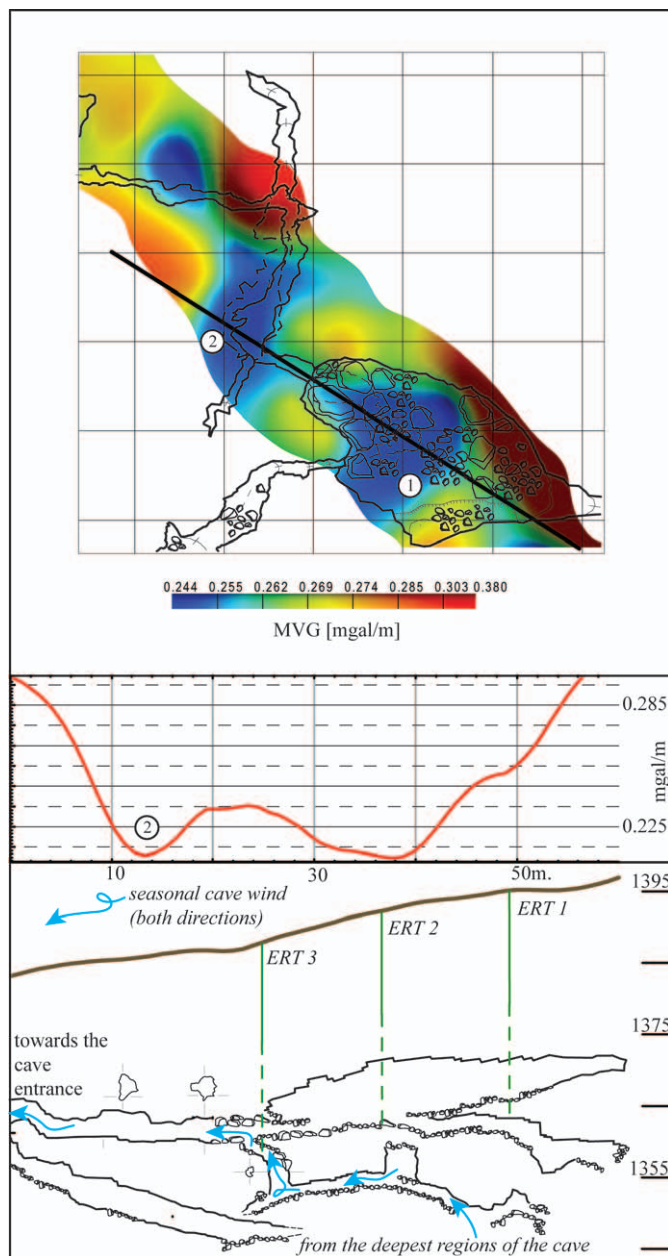 2
1
0.244 0.255 0.262 0.269 0.274 0.285 0.303 0.380
MVG [mgal/m]
0.285
mgal/m
2
0.225
10 30 50m.
seasonal cave wind
(both directions)
1395
ERT 1
ERT 2
ERT 3
1375
towards the
cave
entrance
1355
from the deepest regions of the cave